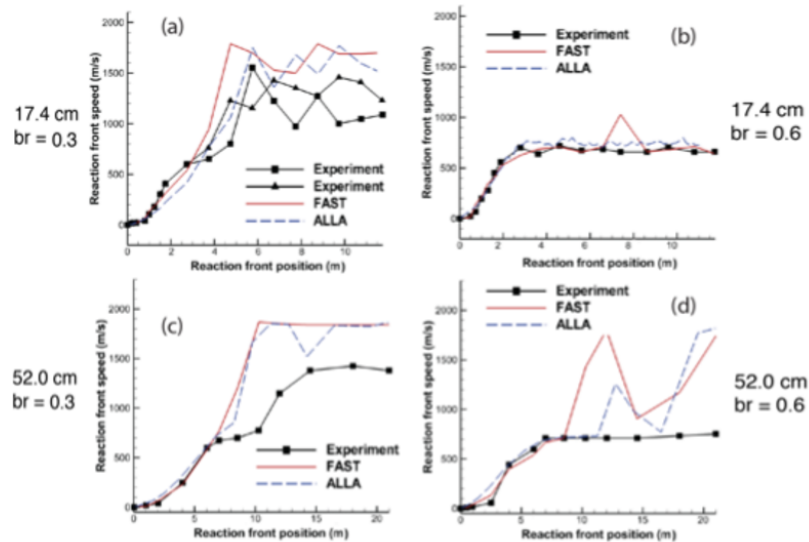 (a)
2000
1500
1000
500
0
Reaction front speed (m/s)
Experiment
Experiment
FAST
ALLA
0 2 4 6 8 10
Reaction front position (m)
17.4 cm
br = 0.3
(b)
2000
1500
1000
500
0
Reaction front speed (m/s)
Experiment
FAST
ALLA
0 2 4 6 8 10
Reaction front position (m)
17.4 cm
br = 0.6
(c)
2000
1500
1000
500
0
Reaction front speed (m/s)
Experiment
FAST
ALLA
0 5 10 15 20
Reaction front position (m)
52.0 cm
br = 0.3
(d)
2000
1500
1000
500
0
Reaction front speed (m/s)
Experiment
FAST
ALLA
0 5 10 15 20
Reaction front position (m)
52.0 cm
br = 0.6